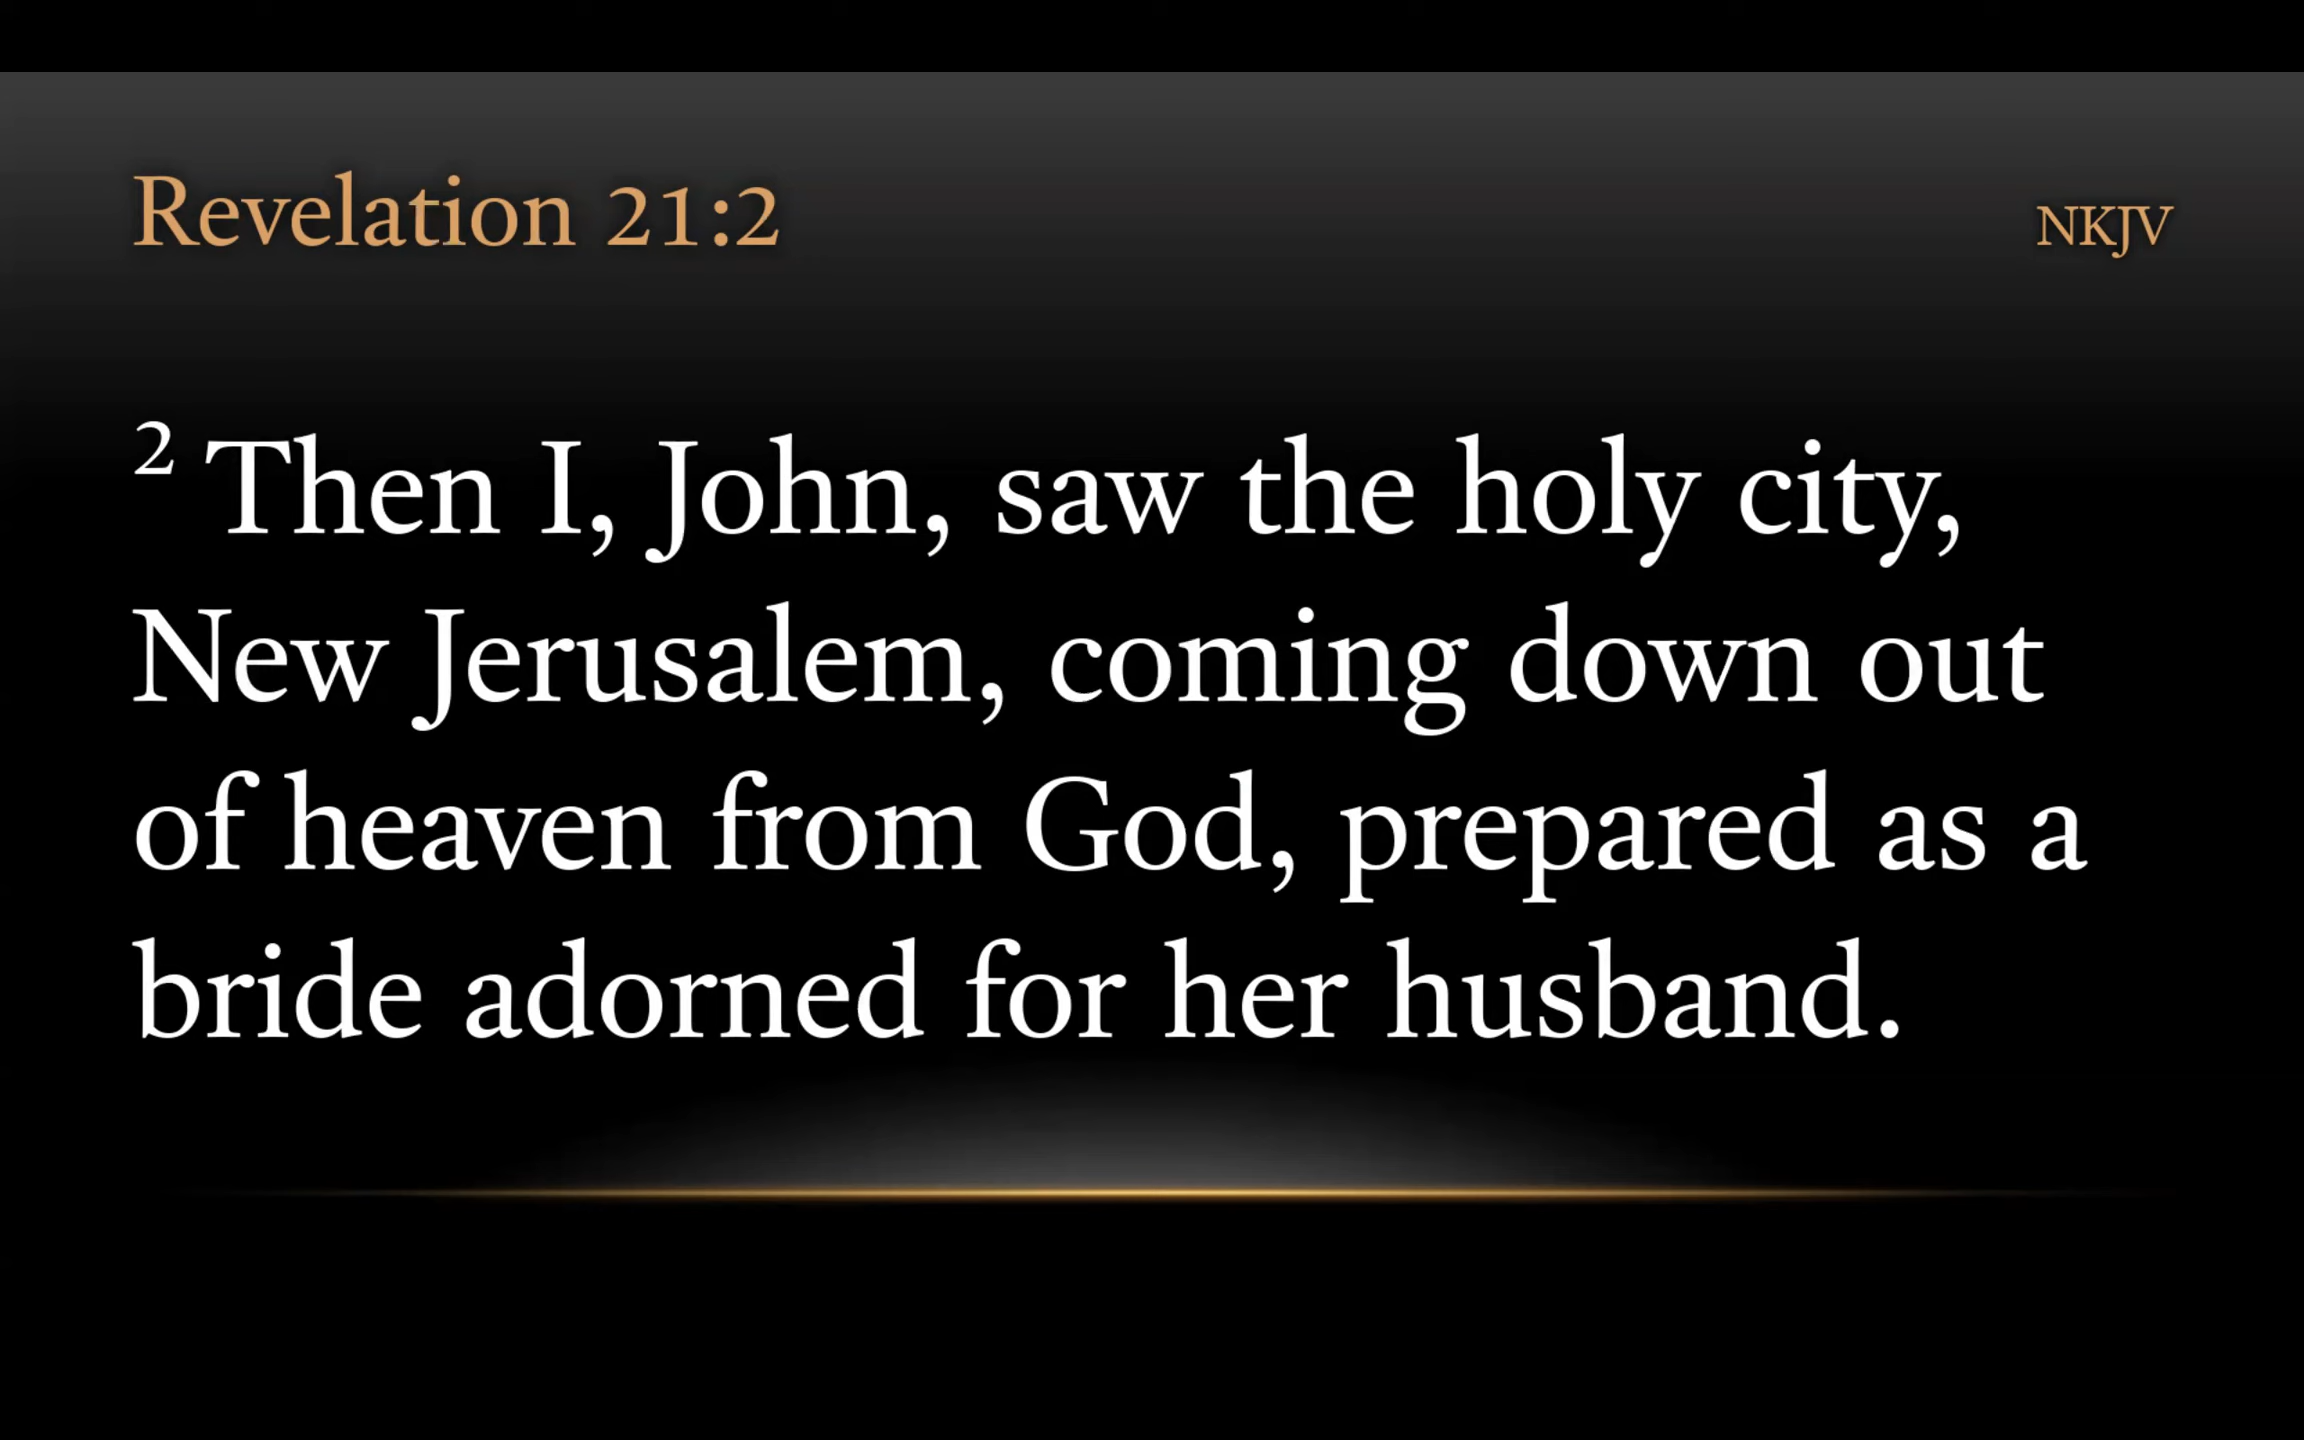 Revelation 21:2
NKJV
2 Then I, John, saw the holy city,
New Jerusalem, coming down out
of heaven from God, prepared as a
bride adorned for her husband.